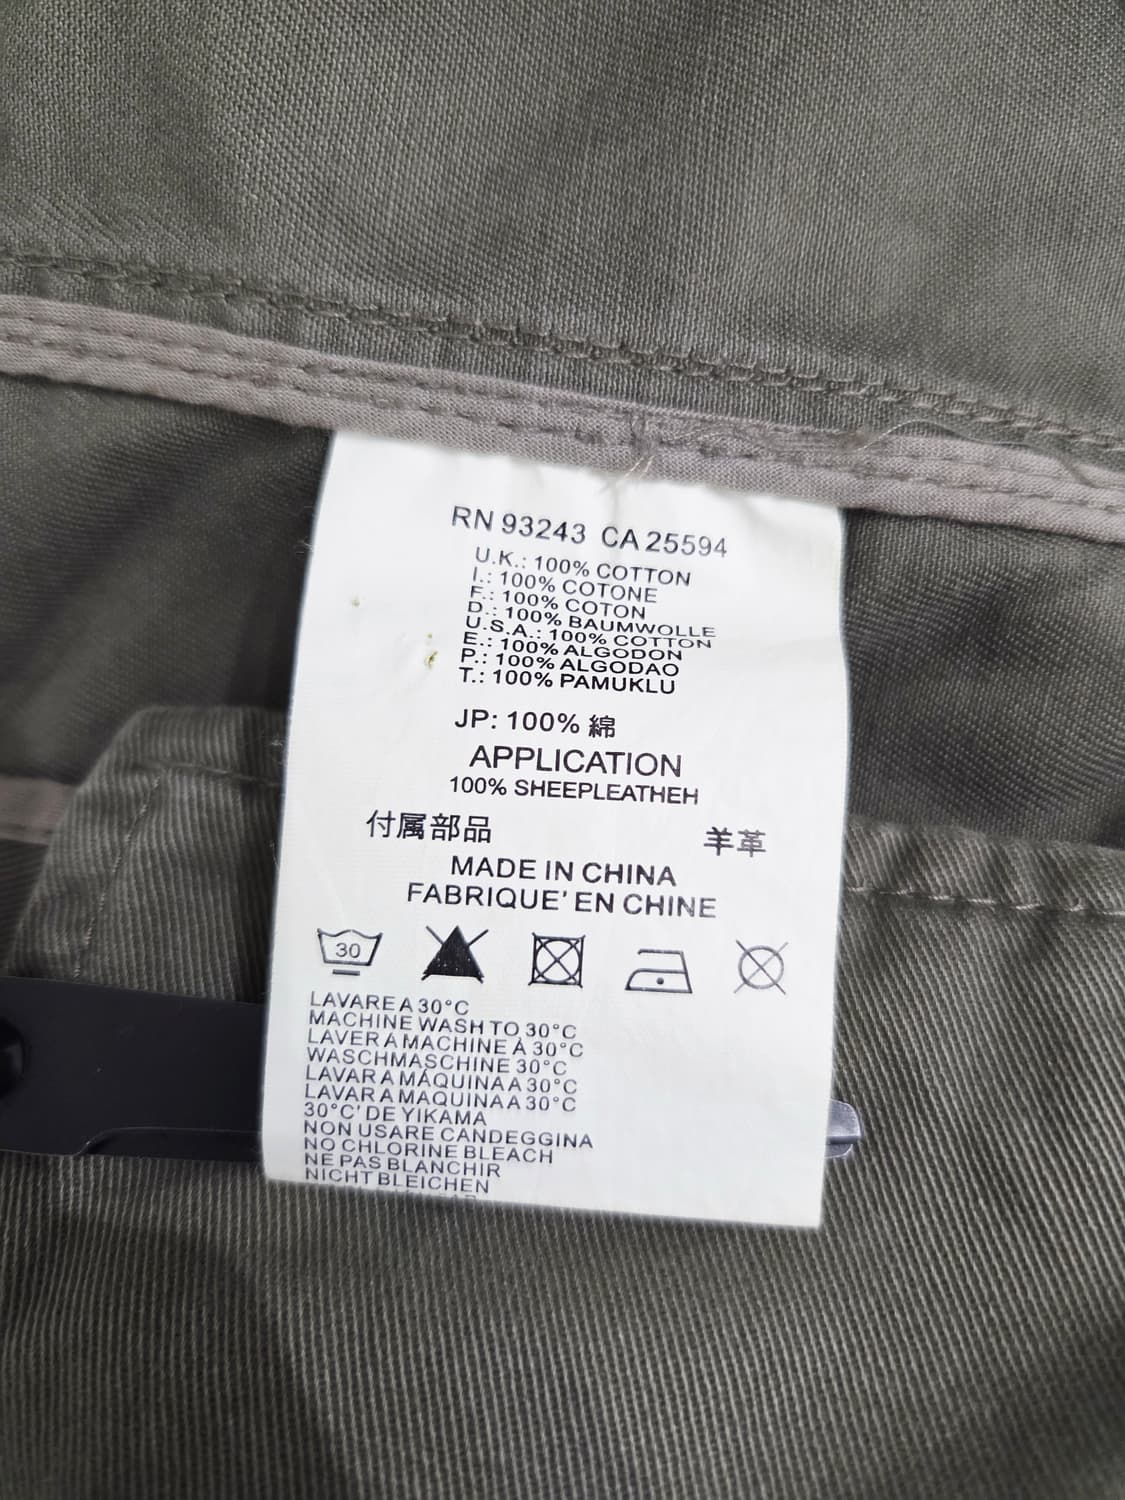 RN 93243 CA 25594
U.K.: 100% COTTON
I.: 100% COTONE
F.: 100% COTON
D.: 100% BAUMWOLLE
U.S.A.: 100% COTTON
E.: 100% ALGODON
P.: 100% ALGODAO
T.: 100% PAMUKLU
JP: 100% 綿
APPLICATION
100% SHEEPLEATHEH
付属部品 羊革
MADE IN CHINA
FABRIQUE' EN CHINE
30
LAVARE A 30°C
MACHINE WASH TO 30°C
LAVER A MACHINE À 30°C
WASCHMASCHINE 30°C
LAVAR A MÁQUINA A 30°C
LAVAR A MAQUINA A 30°C
30°C' DE YIKAMA
NON USARE CANDEGGINA
NO CHLORINE BLEACH
NE PAS BLANCHIR
NICHT BLEICHEN